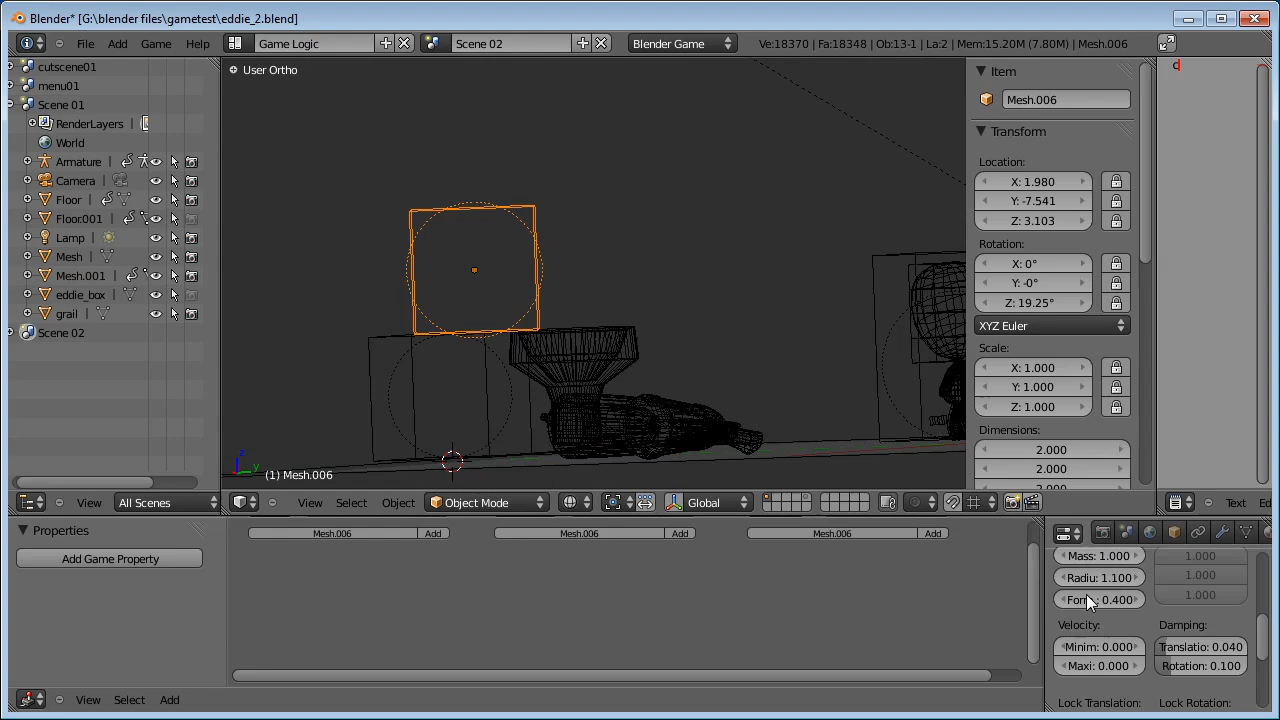 Blender* [G:\blender files\gametest\eddie_2.blend]
File Add Game Help Game Logic Scene 02 Blender Game Ve:18370 | Fa:18348 | Ob:13-1 | La:2 | Mem:15.20M (7.80M) | Mesh.006
cutscene01
menu01
Scene 01
RenderLayers
World
Armature
Camera
Floor
Floor.001
Lamp
Mesh
Mesh.001
eddie_box
grail
Scene 02
View All Scenes
User Ortho
z
y
(1) Mesh.006
View Select Object Object Mode Global
Item
Mesh.006
Transform
Location:
X: 1.980
Y: -7.541
Z: 3.103
Rotation:
X: 0°
Y: -0°
Z: 19.25°
XYZ Euler
Scale:
X: 1.000
Y: 1.000
Z: 1.000
Dimensions:
2.000
2.000
2.000
c
Text Ed
Properties
Add Game Property
Mesh.006 Add Mesh.006 Add Mesh.006 Add
View Select Add
Mass: 1.000 1.000
Radiu: 1.100 1.000
Form: 0.400 1.000
Velocity: Damping:
Minim: 0.000 Translatio: 0.040
Maxi: 0.000 Rotation: 0.100
Lock Translation: Lock Rotation: